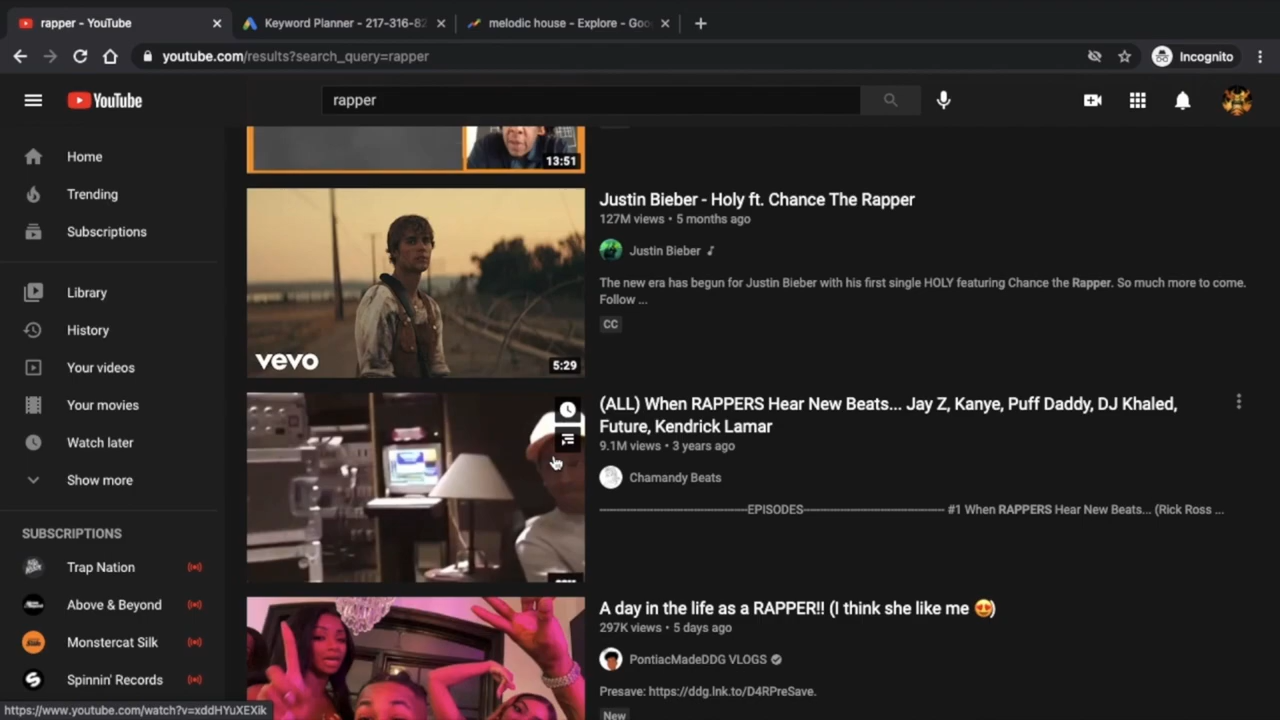 rapper - YouTube
Keyword Planner - 217-316-82
melodic house - Explore - Goo
youtube.com/results?search_query=rapper
Incognito
YouTube
rapper
Home
Trending
Subscriptions
Library
History
Your videos
Your movies
Watch later
Show more
SUBSCRIPTIONS
Trap Nation
Above & Beyond
Monstercat Silk
Spinnin' Records
13:51
vevo
5:29
Justin Bieber - Holy ft. Chance The Rapper
127M views • 5 months ago
Justin Bieber
The new era has begun for Justin Bieber with his first single HOLY featuring Chance the Rapper. So much more to come.
Follow ...
CC
(ALL) When RAPPERS Hear New Beats... Jay Z, Kanye, Puff Daddy, DJ Khaled,
Future, Kendrick Lamar
9.1M views • 3 years ago
Chamandy Beats
----------------------------------EPISODES---------------------------------- #1 When RAPPERS Hear New Beats... (Rick Ross ...
A day in the life as a RAPPER!! (I think she like me 😍)
297K views • 5 days ago
PontiacMadeDDG VLOGS
Presave: https://ddg.lnk.to/D4RPreSave.
New
https://www.youtube.com/watch?v=xddHYuXEXik